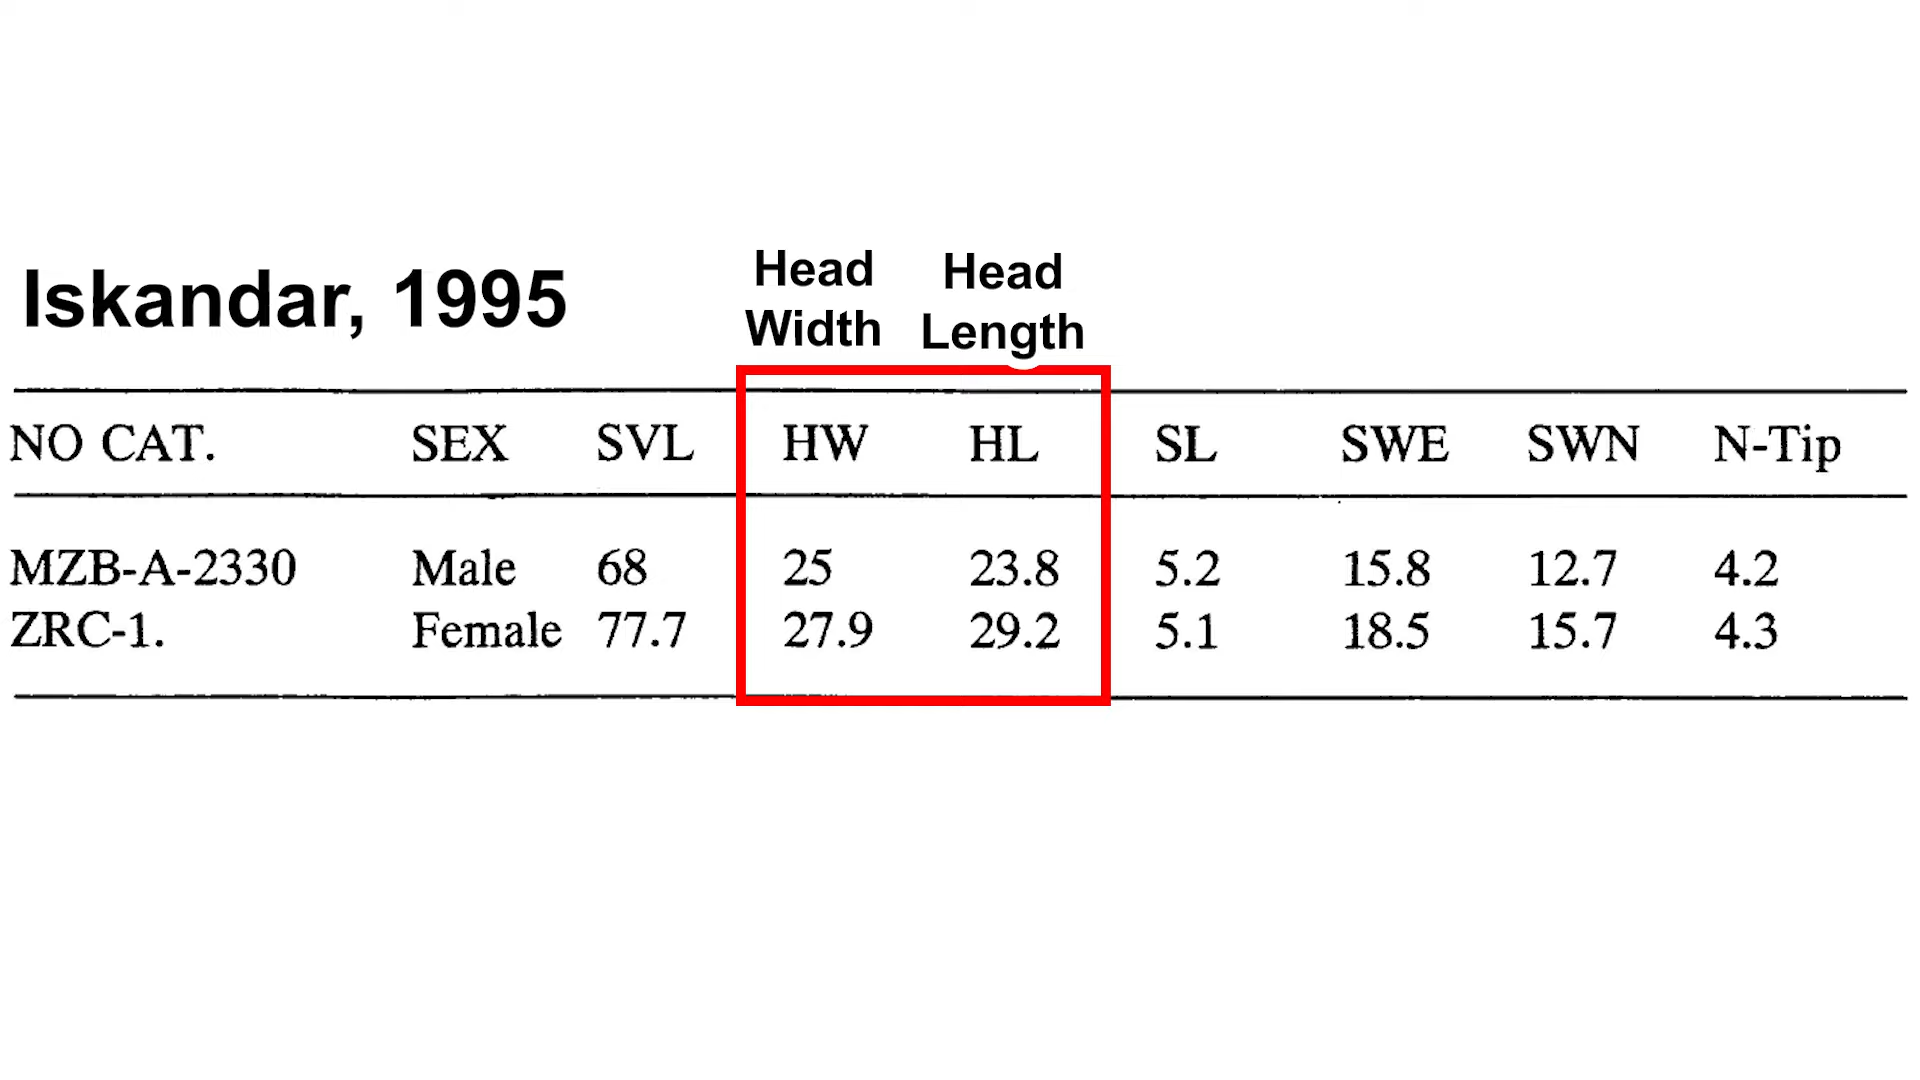 Iskandar, 1995
Head Width
Head Length
NO CAT. SEX SVL HW HL SL SWE SWN N-Tip
MZB-A-2330 Male 68 25 23.8 5.2 15.8 12.7 4.2
ZRC-1. Female 77.7 27.9 29.2 5.1 18.5 15.7 4.3